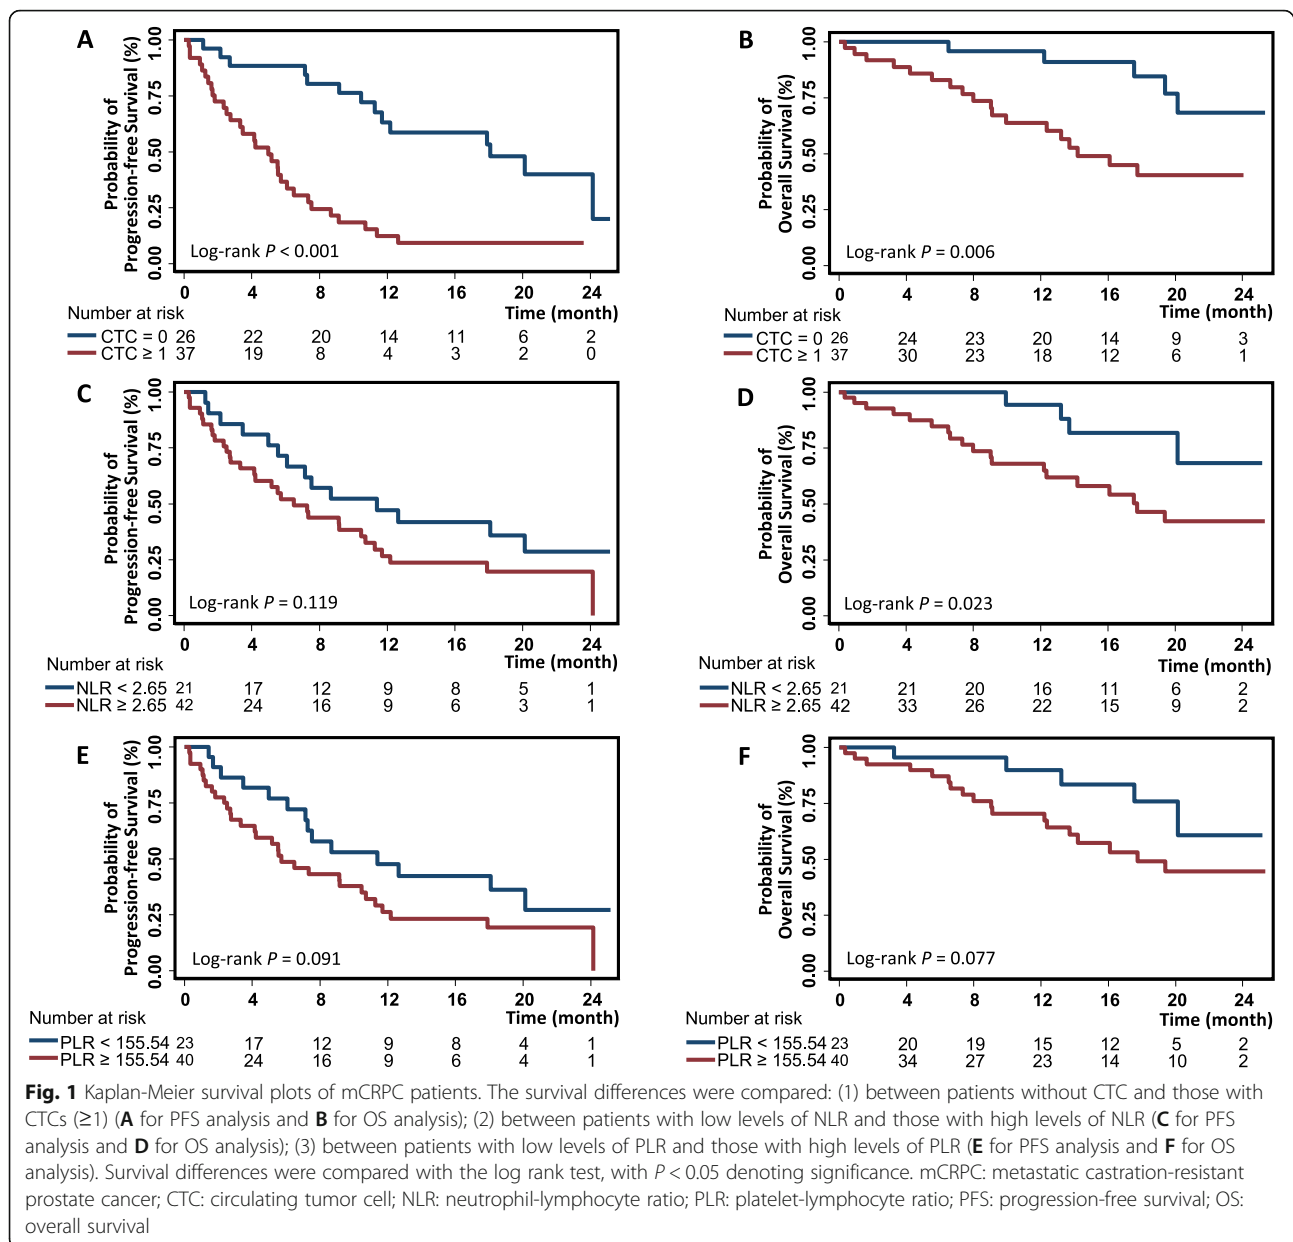 A
Probability of
Progression-free Survival (%)
1.00
0.75
0.50
0.25
0.00
Log-rank P < 0.001
0 4 8 12 16 20 24
Time (month)
Number at risk
CTC = 0 26 22 20 14 11 6 2
CTC ≥ 1 37 19 8 4 3 2 0
B
Probability of
Overall Survival (%)
1.00
0.75
0.50
0.25
0.00
Log-rank P = 0.006
0 4 8 12 16 20 24
Time (month)
Number at risk
CTC = 0 26 24 23 20 14 9 3
CTC ≥ 1 37 30 23 18 12 6 1
C
Probability of
Progression-free Survival (%)
1.00
0.75
0.50
0.25
0.00
Log-rank P = 0.119
0 4 8 12 16 20 24
Time (month)
Number at risk
NLR < 2.65 21 17 12 9 8 5 1
NLR ≥ 2.65 42 24 16 9 6 3 1
D
Probability of
Overall Survival (%)
1.00
0.75
0.50
0.25
0.00
Log-rank P = 0.023
0 4 8 12 16 20 24
Time (month)
Number at risk
NLR < 2.65 21 21 20 16 11 6 2
NLR ≥ 2.65 42 33 26 22 15 9 2
E
Probability of
Progression-free Survival (%)
1.00
0.75
0.50
0.25
0.00
Log-rank P = 0.091
0 4 8 12 16 20 24
Time (month)
Number at risk
PLR < 155.54 23 17 12 9 8 4 1
PLR ≥ 155.54 40 24 16 9 6 4 1
F
Probability of
Overall Survival (%)
1.00
0.75
0.50
0.25
0.00
Log-rank P = 0.077
0 4 8 12 16 20 24
Time (month)
Number at risk
PLR < 155.54 23 20 19 15 12 5 2
PLR ≥ 155.54 40 34 27 23 14 10 2
Fig. 1 Kaplan-Meier survival plots of mCRPC patients. The survival differences were compared: (1) between patients without CTC and those with
CTCs (≥1) (A for PFS analysis and B for OS analysis); (2) between patients with low levels of NLR and those with high levels of NLR (C for PFS
analysis and D for OS analysis); (3) between patients with low levels of PLR and those with high levels of PLR (E for PFS analysis and F for OS
analysis). Survival differences were compared with the log rank test, with P < 0.05 denoting significance. mCRPC: metastatic castration-resistant
prostate cancer; CTC: circulating tumor cell; NLR: neutrophil-lymphocyte ratio; PLR: platelet-lymphocyte ratio; PFS: progression-free survival; OS:
overall survival